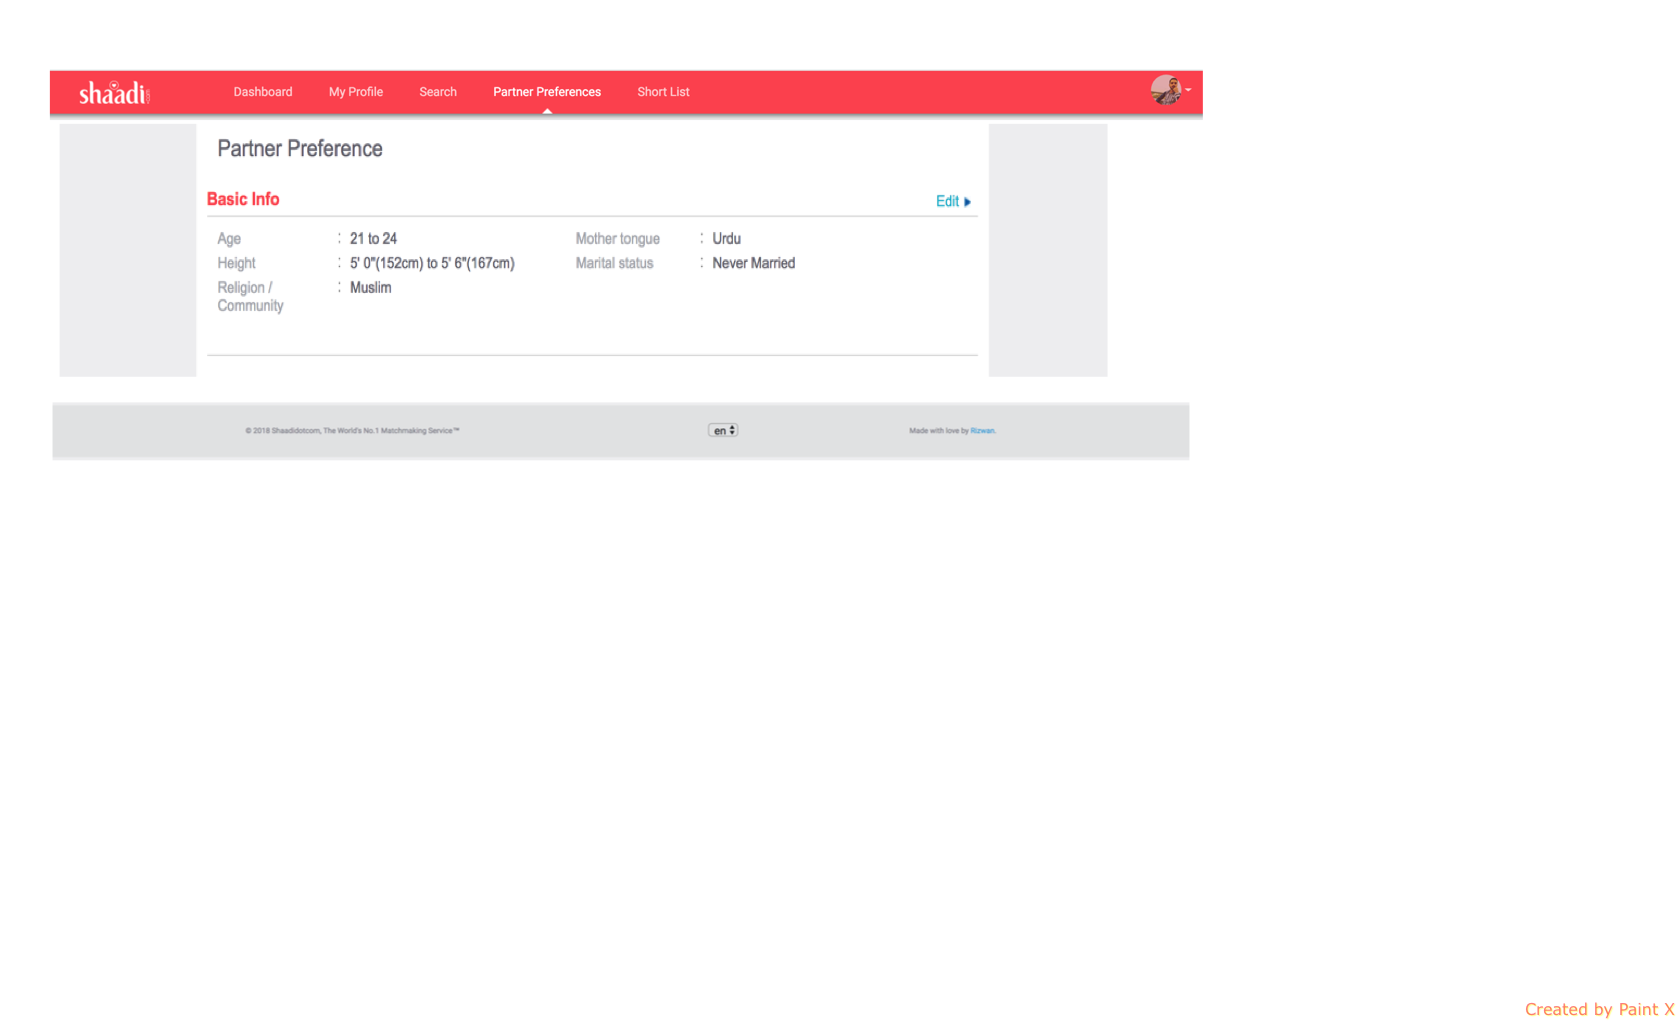 shaadi
Dashboard My Profile Search Partner Preferences Short List
Partner Preference
Basic Info Edit
Age : 21 to 24 Mother tongue : Urdu
Height : 5' 0"(152cm) to 5' 6"(167cm) Marital status : Never Married
Religion / : Muslim
Community
© 2018 Shaadidotcom, The World's No.1 Matchmaking Service™ en Made with love by Rizwan.
Created by Paint X